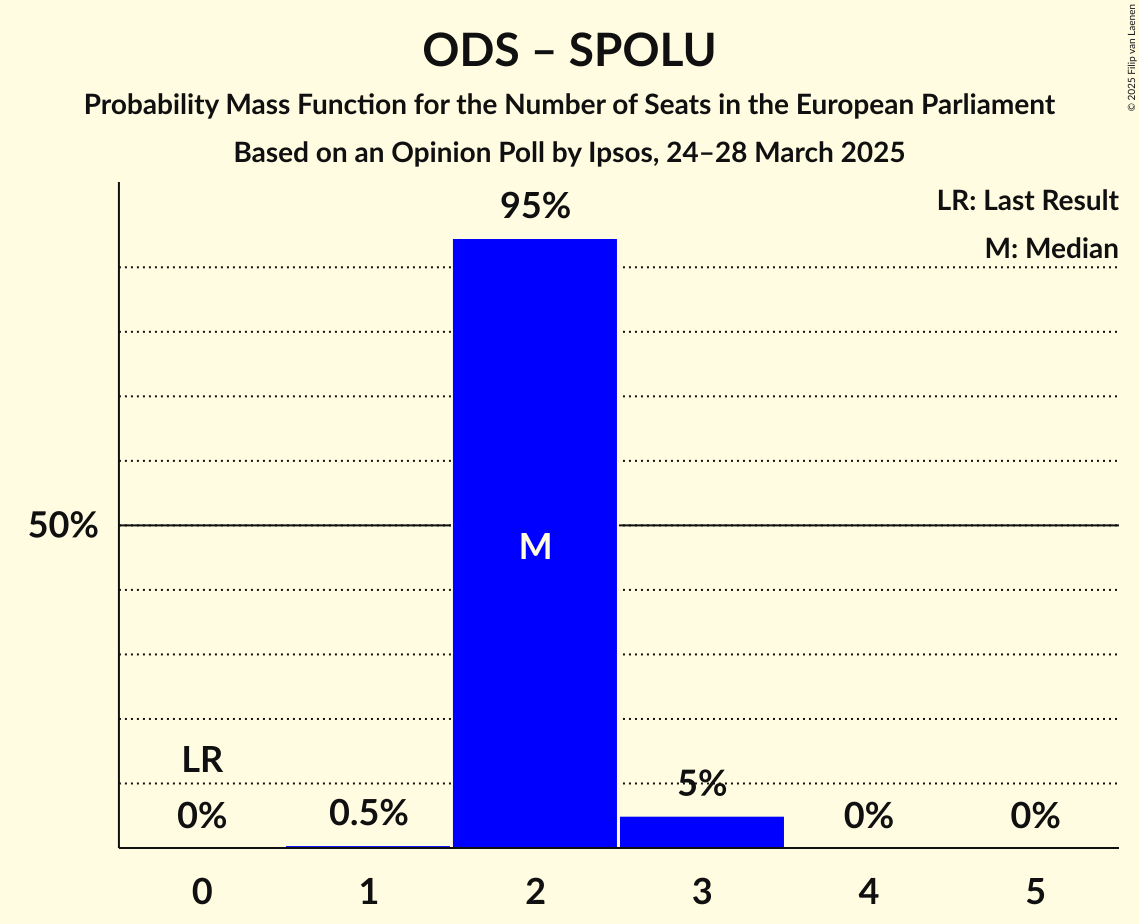 ODS – SPOLU
Probability Mass Function for the Number of Seats in the European Parliament
Based on an Opinion Poll by Ipsos, 24–28 March 2025
© 2025 Filip van Laenen
LR: Last Result
M: Median
95%
50%
M
LR
0%
0.5%
5%
0%
0%
0
1
2
3
4
5